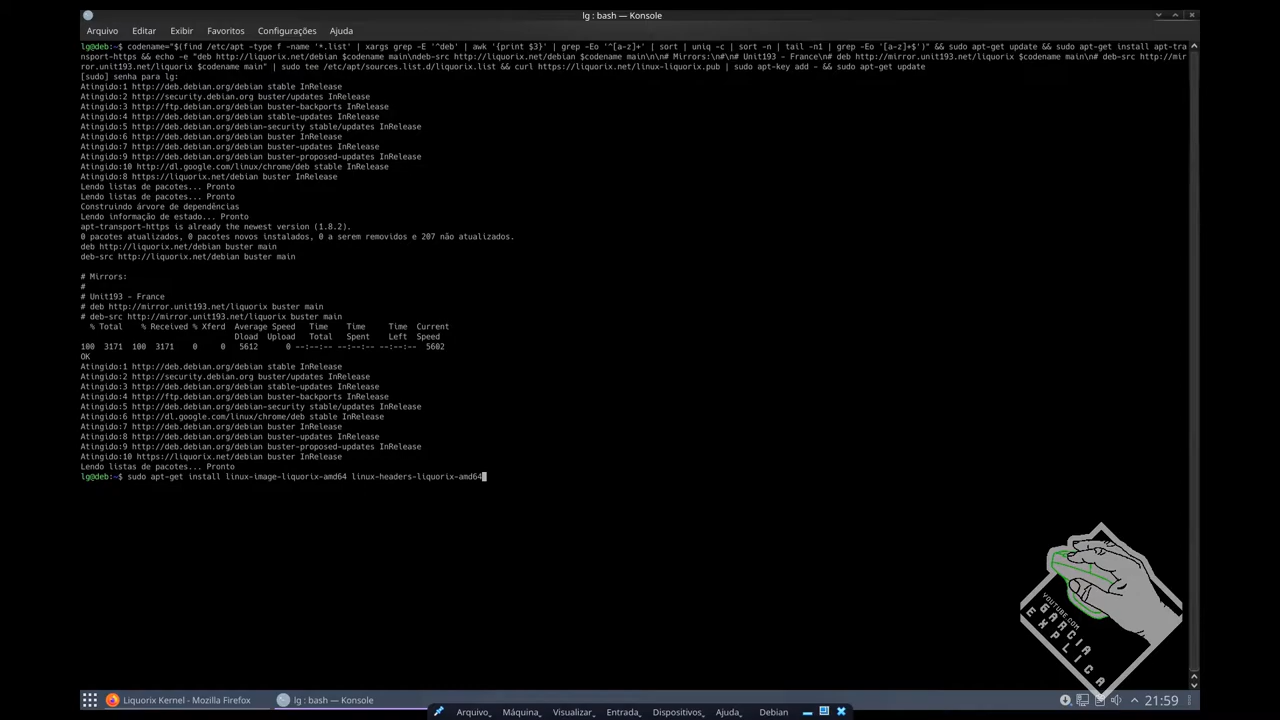 lg : bash — Konsole
Arquivo Editar Exibir Favoritos Configurações Ajuda
lg@deb:~$ codename="$(find /etc/apt -type f -name '*.list' | xargs grep -E '^deb' | awk '{print $3}' | grep -Eo '^[a-z]+' | sort | uniq -c | sort -n | tail -n1 | grep -Eo '[a-z]+$')" && sudo apt-get update && sudo apt-get install apt-tra
nsport-https && echo -e "deb http://liquorix.net/debian $codename main\ndeb-src http://liquorix.net/debian $codename main\n\n# Mirrors:\n#\n# Unit193 - France\n# deb http://mirror.unit193.net/liquorix $codename main\n# deb-src http://mir
ror.unit193.net/liquorix $codename main" | sudo tee /etc/apt/sources.list.d/liquorix.list && curl https://liquorix.net/linux-liquorix.pub | sudo apt-key add - && sudo apt-get update
[sudo] senha para lg:
Atingido:1 http://deb.debian.org/debian stable InRelease
Atingido:2 http://security.debian.org buster/updates InRelease
Atingido:3 http://ftp.debian.org/debian buster-backports InRelease
Atingido:4 http://deb.debian.org/debian stable-updates InRelease
Atingido:5 http://deb.debian.org/debian-security stable/updates InRelease
Atingido:6 http://deb.debian.org/debian buster InRelease
Atingido:7 http://deb.debian.org/debian buster-updates InRelease
Atingido:9 http://deb.debian.org/debian buster-proposed-updates InRelease
Atingido:10 http://dl.google.com/linux/chrome/deb stable InRelease
Atingido:8 https://liquorix.net/debian buster InRelease
Lendo listas de pacotes... Pronto
Lendo listas de pacotes... Pronto
Construindo árvore de dependências
Lendo informação de estado... Pronto
apt-transport-https is already the newest version (1.8.2).
0 pacotes atualizados, 0 pacotes novos instalados, 0 a serem removidos e 207 não atualizados.
deb http://liquorix.net/debian buster main
deb-src http://liquorix.net/debian buster main
# Mirrors:
#
# Unit193 - France
# deb http://mirror.unit193.net/liquorix buster main
# deb-src http://mirror.unit193.net/liquorix buster main
% Total % Received % Xferd Average Speed Time Time Time Current
Dload Upload Total Spent Left Speed
100 3171 100 3171 0 0 5612 0 --:--:-- --:--:-- --:--:-- 5602
OK
Atingido:1 http://deb.debian.org/debian stable InRelease
Atingido:2 http://security.debian.org buster/updates InRelease
Atingido:3 http://deb.debian.org/debian stable-updates InRelease
Atingido:4 http://ftp.debian.org/debian buster-backports InRelease
Atingido:5 http://deb.debian.org/debian-security stable/updates InRelease
Atingido:6 http://dl.google.com/linux/chrome/deb stable InRelease
Atingido:7 http://deb.debian.org/debian buster InRelease
Atingido:8 http://deb.debian.org/debian buster-updates InRelease
Atingido:9 http://deb.debian.org/debian buster-proposed-updates InRelease
Atingido:10 https://liquorix.net/debian buster InRelease
Lendo listas de pacotes... Pronto
lg@deb:~$ sudo apt-get install linux-image-liquorix-amd64 linux-headers-liquorix-amd64
YOUTUBE.COM
GARCIA
EXPLICA
Liquorix Kernel - Mozilla Firefox
lg : bash — Konsole
21:59
Arquivo Máquina Visualizar Entrada Dispositivos Ajuda Debian